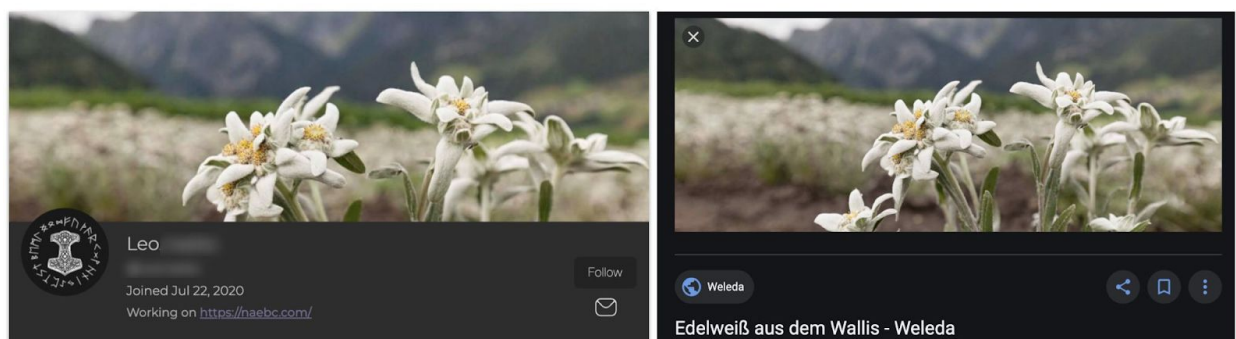 Leo
Joined Jul 22, 2020
Working on https://naebc.com/
Follow
Weleda
Edelweiß aus dem Wallis - Weleda